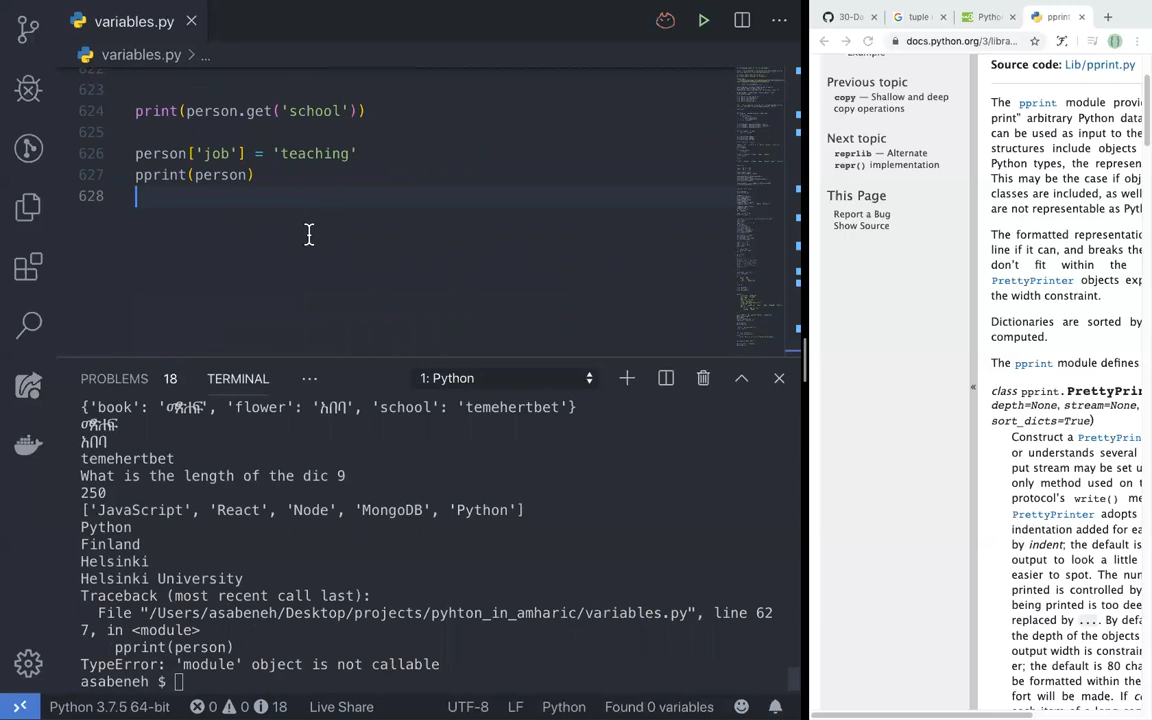 variables.py
variables.py > ...
622
623
624 print(person.get('school'))
625
626 person['job'] = 'teaching'
627 pprint(person)
628
PROBLEMS 18 TERMINAL ... 1: Python
{'book': 'መጽሐፍ', 'flower': 'አበባ', 'school': 'temehertbet'}
መጽሐፍ
አበባ
temehertbet
What is the length of the dic 9
250
['JavaScript', 'React', 'Node', 'MongoDB', 'Python']
Python
Finland
Helsinki
Helsinki University
Traceback (most recent call last):
File "/Users/asabeneh/Desktop/projects/pyhton_in_amharic/variables.py", line 62
7, in <module>
pprint(person)
TypeError: 'module' object is not callable
asabeneh $
Python 3.7.5 64-bit 0 0 18 Live Share UTF-8 LF Python Found 0 variables
30-Da tuple Pytho pprin
docs.python.org/3/libra...
Previous topic
copy — Shallow and deep
copy operations
Next topic
reprlib — Alternate
repr() implementation
This Page
Report a Bug
Show Source
Source code: Lib/pprint.py
The pprint module provi
print" arbitrary Python data
can be used as input to the
structures include objects
Python types, the represen
This may be the case if obj
classes are included, as well
are not representable as Pyt
The formatted representatio
line if it can, and breaks the
don't fit within the
PrettyPrinter objects exp
the width constraint.
Dictionaries are sorted by
computed.
The pprint module defines
class pprint.PrettyPrin
depth=None, stream=None,
sort_dicts=True)
Construct a PrettyPrin
or understands several
put stream may be set u
only method used on t
protocol's write() me
PrettyPrinter adopts
indentation added for ea
by indent; the default is
output to look a little
easier to spot. The num
printed is controlled by
being printed is too dee
replaced by .... By defa
the depth of the objects
output width is constrain
er; the default is 80 cha
be formatted within the
fort will be made. If co